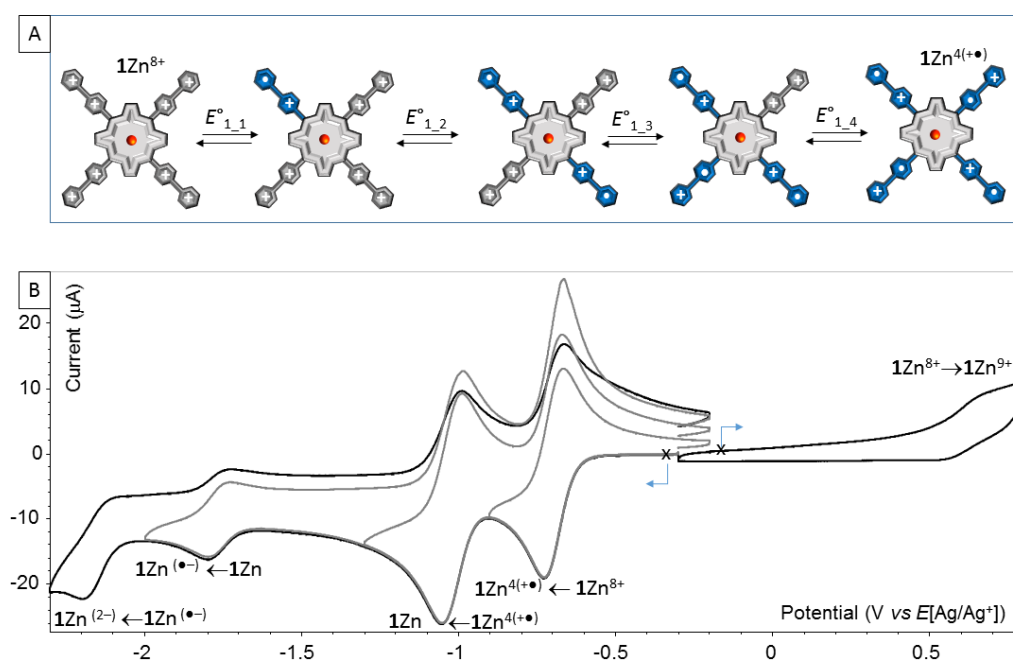 A
1Zn8+
1Zn4(+●)
E°1_1
E°1_2
E°1_3
E°1_4
B
Current (μA)
20
10
0
-10
-20
1Zn8+→1Zn9+
x
x
1Zn(●−)←1Zn
1Zn4(+●)← 1Zn8+
1Zn(2−) ←1Zn(●−)
1Zn ←1Zn4(+●)
Potential (V vs E[Ag/Ag+])
-2
-1.5
-1
-0.5
0
0.5